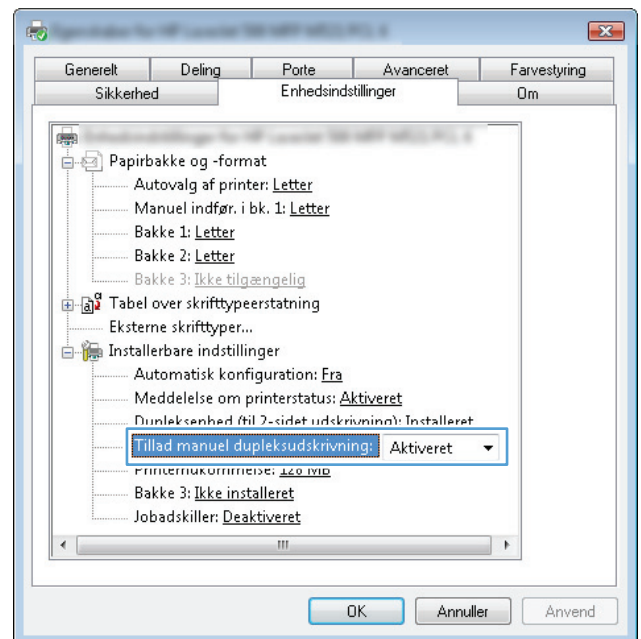 Generelt Deling Porte Avanceret Farvestyring
Sikkerhed Enhedsindstillinger Om
Papirbakke og -format
Autovalg af printer: Letter
Manuel indfør. i bk. 1: Letter
Bakke 1: Letter
Bakke 2: Letter
Bakke 3: Ikke tilgængelig
Tabel over skrifttypeerstatning
Eksterne skrifttyper...
Installerbare indstillinger
Automatisk konfiguration: Fra
Meddelelse om printerstatus: Aktiveret
Dupleksenhed (til 2-sidet udskrivning): Installeret
Tillad manuel dupleksudskrivning: Aktiveret
Printerhukommelse: 128 MB
Bakke 3: Ikke installeret
Jobadskiller: Deaktiveret
OK Annuller Anvend